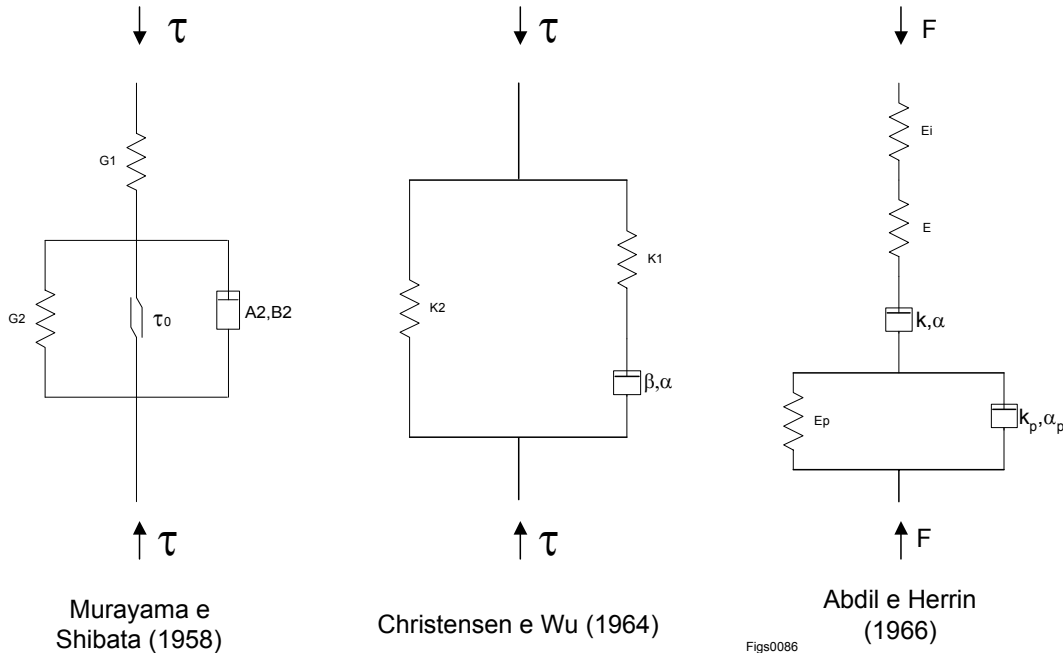 τ
τ
F
G1
G2
τ0
A2,B2
K2
K1
β,α
Ei
E
k,α
Ep
kp,αp
τ
τ
F
Murayama e
Shibata (1958)
Christensen e Wu (1964)
Abdil e Herrin
(1966)
Figs0086